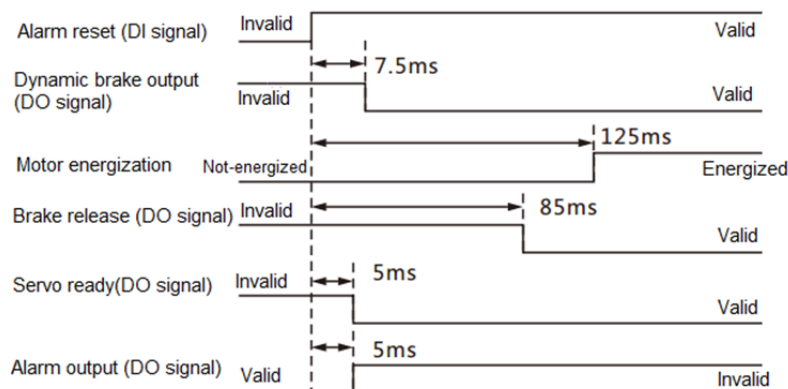 Alarm reset (DI signal) Invalid Valid
7.5ms
Dynamic brake output
(DO signal) Invalid Valid
125ms
Motor energization Not-energized Energized
Brake release (DO signal) Invalid 85ms
Valid
5ms
Servo ready(DO signal) Invalid
Valid
5ms
Alarm output (DO signal) Valid Invalid